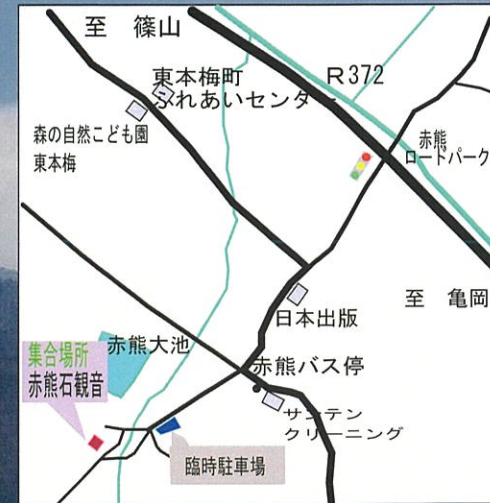 至 篠山
東本梅町
ふれあいセンター
R372
森の自然こども園
東本梅
赤熊
ロードパーク
至 亀岡
日本出版
赤熊大池
集合場所
赤熊石観音
赤熊バス停
サンテン
クリーニング
臨時駐車場